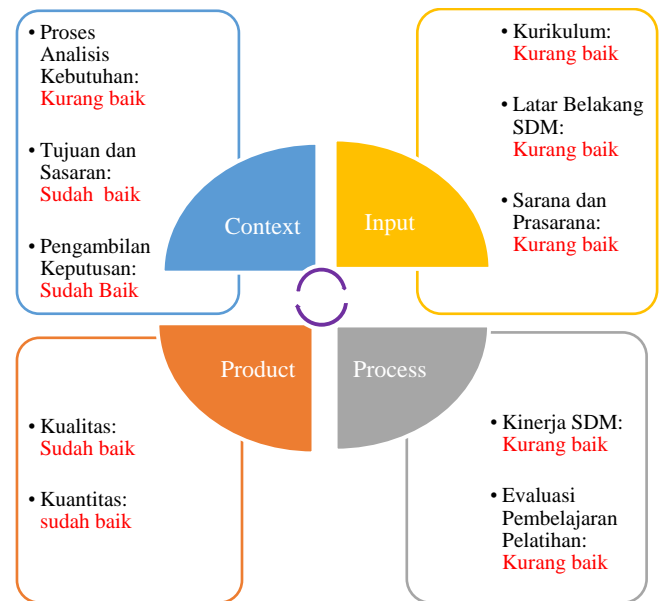 • Proses
Analisis
Kebutuhan:
Kurang baik
• Tujuan dan
Sasaran:
Sudah baik
• Pengambilan
Keputusan:
Sudah Baik
Context
• Kurikulum:
Kurang baik
• Latar Belakang
SDM:
Kurang baik
• Sarana dan
Prasarana:
Kurang baik
Input
Product
• Kualitas:
Sudah baik
• Kuantitas:
sudah baik
Process
• Kinerja SDM:
Kurang baik
• Evaluasi
Pembelajaran
Pelatihan:
Kurang baik